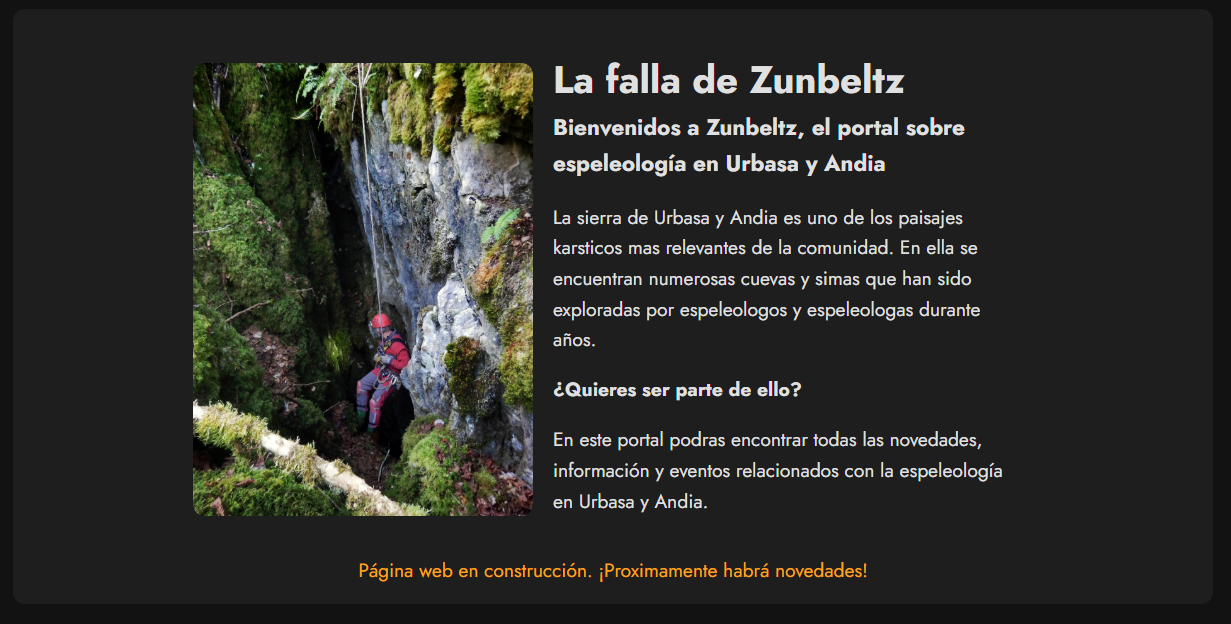 La falla de Zunbeltz
Bienvenidos a Zunbeltz, el portal sobre
espeleología en Urbasa y Andia
La sierra de Urbasa y Andia es uno de los paisajes
karsticos mas relevantes de la comunidad. En ella se
encuentran numerosas cuevas y simas que han sido
exploradas por espeleologos y espeleologas durante
años.
¿Quieres ser parte de ello?
En este portal podras encontrar todas las novedades,
información y eventos relacionados con la espeleología
en Urbasa y Andia.
Página web en construcción. ¡Proximamente habrá novedades!